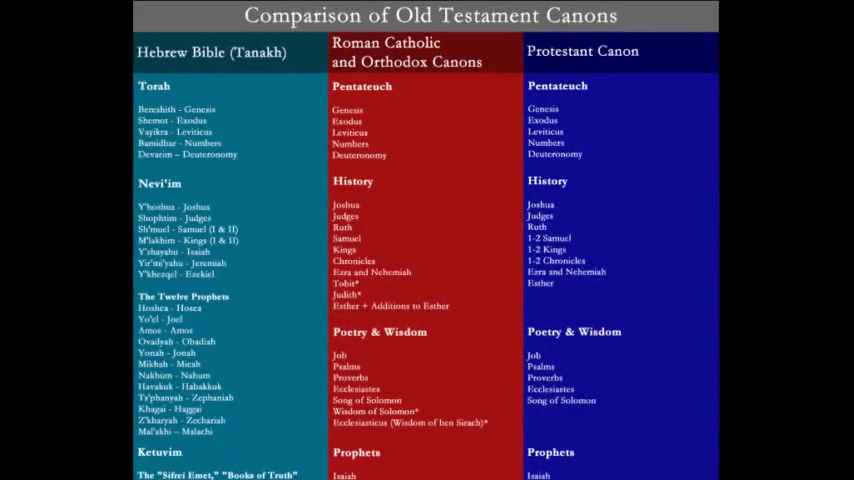 Comparison of Old Testament Canons
Hebrew Bible (Tanakh)
Torah
Bereshith - Genesis
Shemot - Exodus
Vayikra - Leviticus
Bamidbar - Numbers
Devarim – Deuteronomy
Nevi'im
Y'hoshua - Joshua
Shophtim - Judges
Sh'muel - Samuel (I & II)
M'lakhim - Kings (I & II)
Y'shayahu - Isaiah
Yir'mi'yahu - Jeremiah
Y'khezqel - Ezekiel
The Twelve Prophets
Hoshea - Hosea
Yo'el - Joel
Amos - Amos
Ovadyah - Obadiah
Yonah - Jonah
Mikhah - Micah
Nakhum - Nahum
Havakuk - Habakkuk
Ts'phanyah - Zephaniah
Khagai - Haggai
Z'kharyah - Zechariah
Mal'akhi – Malachi
Ketuvim
The "Sifrei Emet," "Books of Truth"
Roman Catholic
and Orthodox Canons
Pentateuch
Genesis
Exodus
Leviticus
Numbers
Deuteronomy
History
Joshua
Judges
Ruth
Samuel
Kings
Chronicles
Ezra and Nehemiah
Tobit*
Judith*
Esther + Additions to Esther
Poetry & Wisdom
Job
Psalms
Proverbs
Ecclesiastes
Song of Solomon
Wisdom of Solomon*
Ecclesiasticus (Wisdom of ben Sirach)*
Prophets
Isaiah
Protestant Canon
Pentateuch
Genesis
Exodus
Leviticus
Numbers
Deuteronomy
History
Joshua
Judges
Ruth
1-2 Samuel
1-2 Kings
1-2 Chronicles
Ezra and Nehemiah
Esther
Poetry & Wisdom
Job
Psalms
Proverbs
Ecclesiastes
Song of Solomon
Prophets
Isaiah